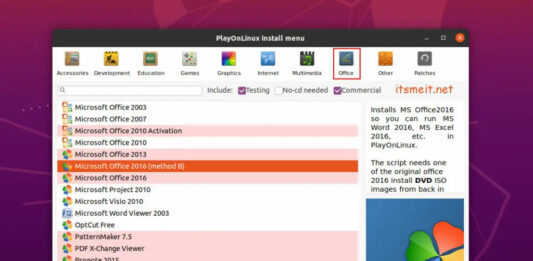 PlayOnLinux install menu
Accessories Development Education Games Graphics Internet Multimedia Office Other Patches
Include: Testing No-cd needed Commercial itsmeit.net
Microsoft Office 2003
Microsoft Office 2007
Microsoft Office 2010 Activation
Microsoft Office 2010
Microsoft Office 2013
Microsoft Office 2016 (method B)
Microsoft Office 2016
Microsoft Project 2010
Microsoft Visio 2010
Microsoft Word Viewer 2003
OptCut Free
PatternMaker 7.5
PDF X-Change Viewer
Pronote 2015
Installs MS Office2016
so you can run MS
Word 2016, MS Excel
2016, etc. in
PlayOnLinux.
The script needs one
of the original office
2016 install DVD ISO
images from back in